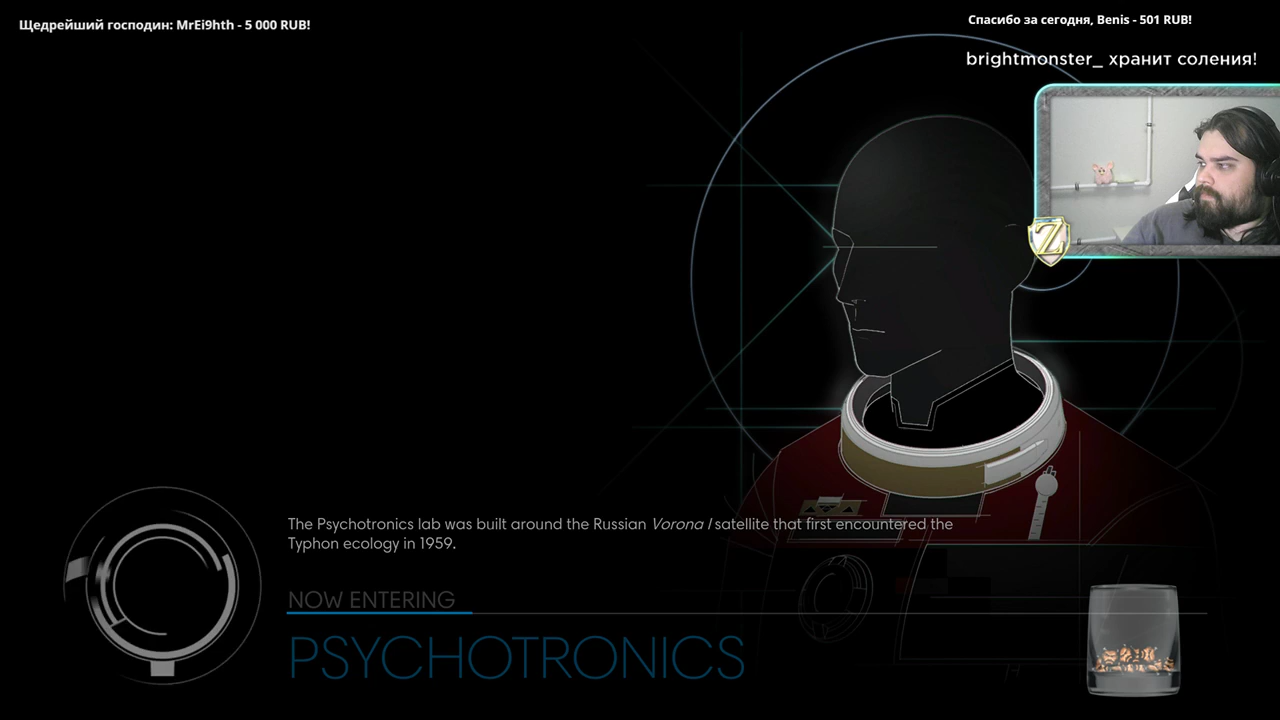 Щедрейший господин: MrEi9hth - 5 000 RUB!
Спасибо за сегодня, Benis - 501 RUB!
brightmonster_ хранит соления!
Z
The Psychotronics lab was built around the Russian Vorona I satellite that first encountered the
Typhon ecology in 1959.
NOW ENTERING
PSYCHOTRONICS